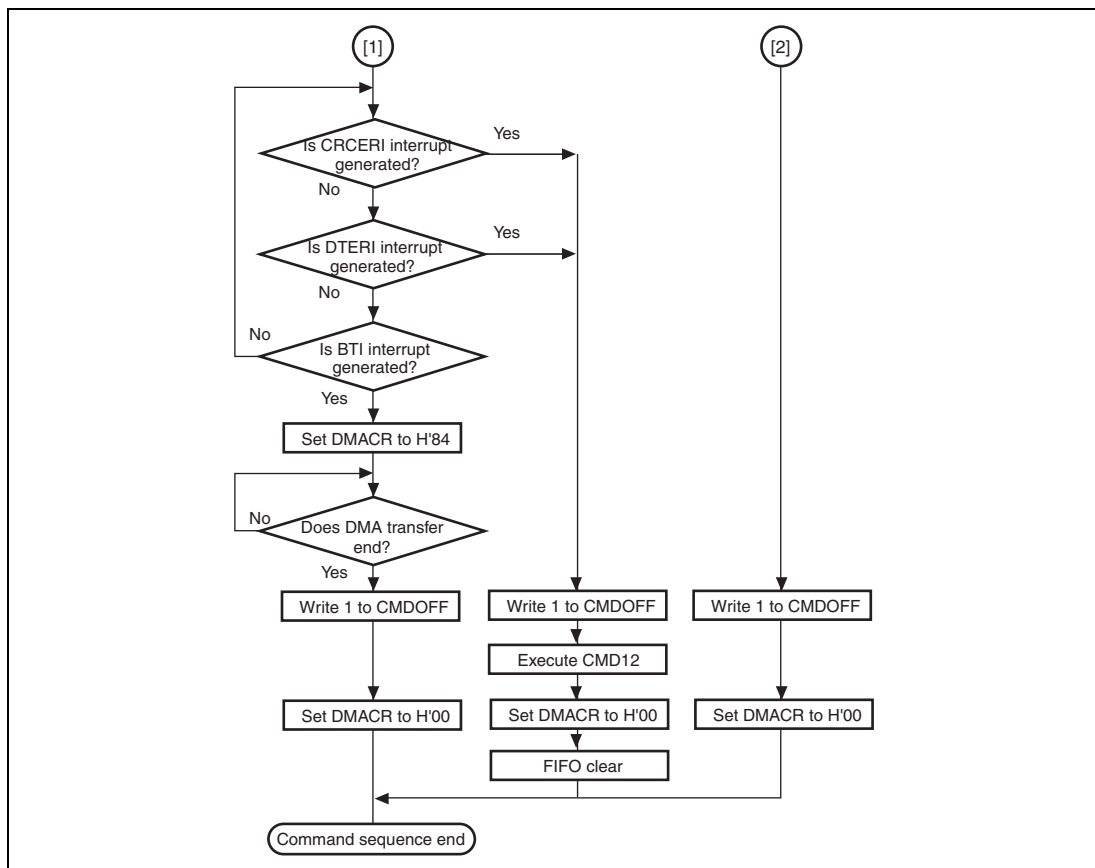 [1]
[2]
Is CRCERI interrupt
generated?
Yes
No
Is DTERI interrupt
generated?
Yes
No
No
Is BTI interrupt
generated?
Yes
Set DMACR to H'84
No
Does DMA transfer
end?
Yes
Write 1 to CMDOFF
Write 1 to CMDOFF
Write 1 to CMDOFF
Execute CMD12
Set DMACR to H'00
Set DMACR to H'00
Set DMACR to H'00
FIFO clear
Command sequence end